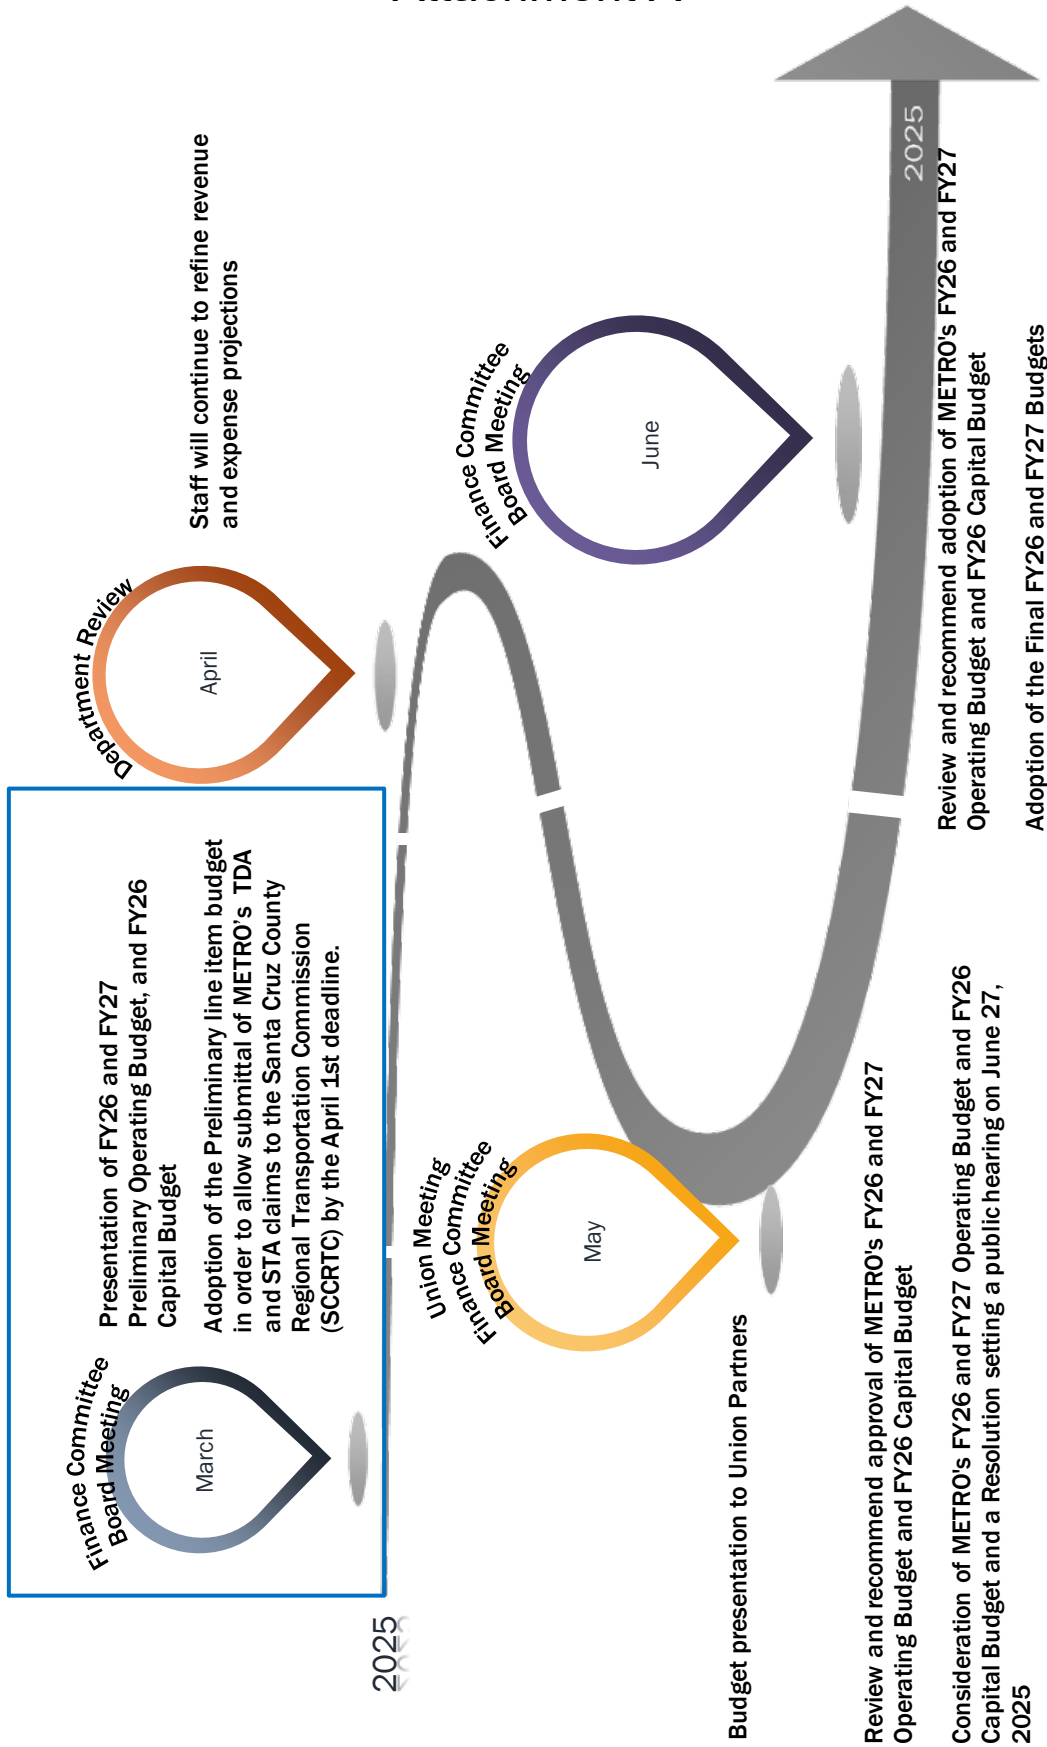 Finance Committee
Board Meeting
March
Presentation of FY26 and FY27
Preliminary Operating Budget, and FY26
Capital Budget
Adoption of the Preliminary line item budget
in order to allow submittal of METRO's TDA
and STA claims to the Santa Cruz County
Regional Transportation Commission
(SCCRTC) by the April 1st deadline.
Department Review
April
Staff will continue to refine revenue
and expense projections
2025
Union Meeting
Finance Committee
Board Meeting
May
Budget presentation to Union Partners
Review and recommend approval of METRO's FY26 and FY27
Operating Budget and FY26 Capital Budget
Consideration of METRO's FY26 and FY27 Operating Budget and FY26
Capital Budget and a Resolution setting a public hearing on June 27,
2025
Finance Committee
Board Meeting
June
2025
Review and recommend adoption of METRO's FY26 and FY27
Operating Budget and FY26 Capital Budget
Adoption of the Final FY26 and FY27 Budgets